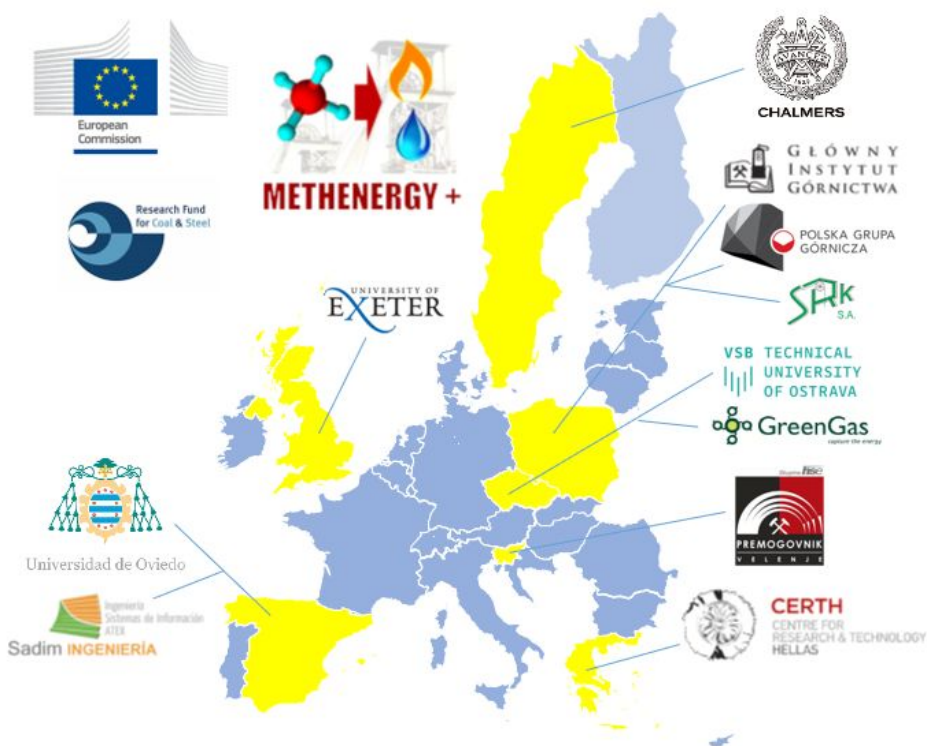 European
Commission
METHENERGY +
Research Fund
for Coal & Steel
UNIVERSITY OF
EXETER
CHALMERS
GŁÓWNY
INSTYTUT
GÓRNICTWA
POLSKA GRUPA
GÓRNICZA
SRK
S.A.
VSB TECHNICAL
UNIVERSITY
OF OSTRAVA
GreenGas
capture the energy
PREMOGOVNIK
VELENJE
CERTH
CENTRE FOR
RESEARCH & TECHNOLOGY
HELLAS
Universidad de Oviedo
Ingeniería
Sistemas de Información
ATEX
Sadim INGENIERÍA